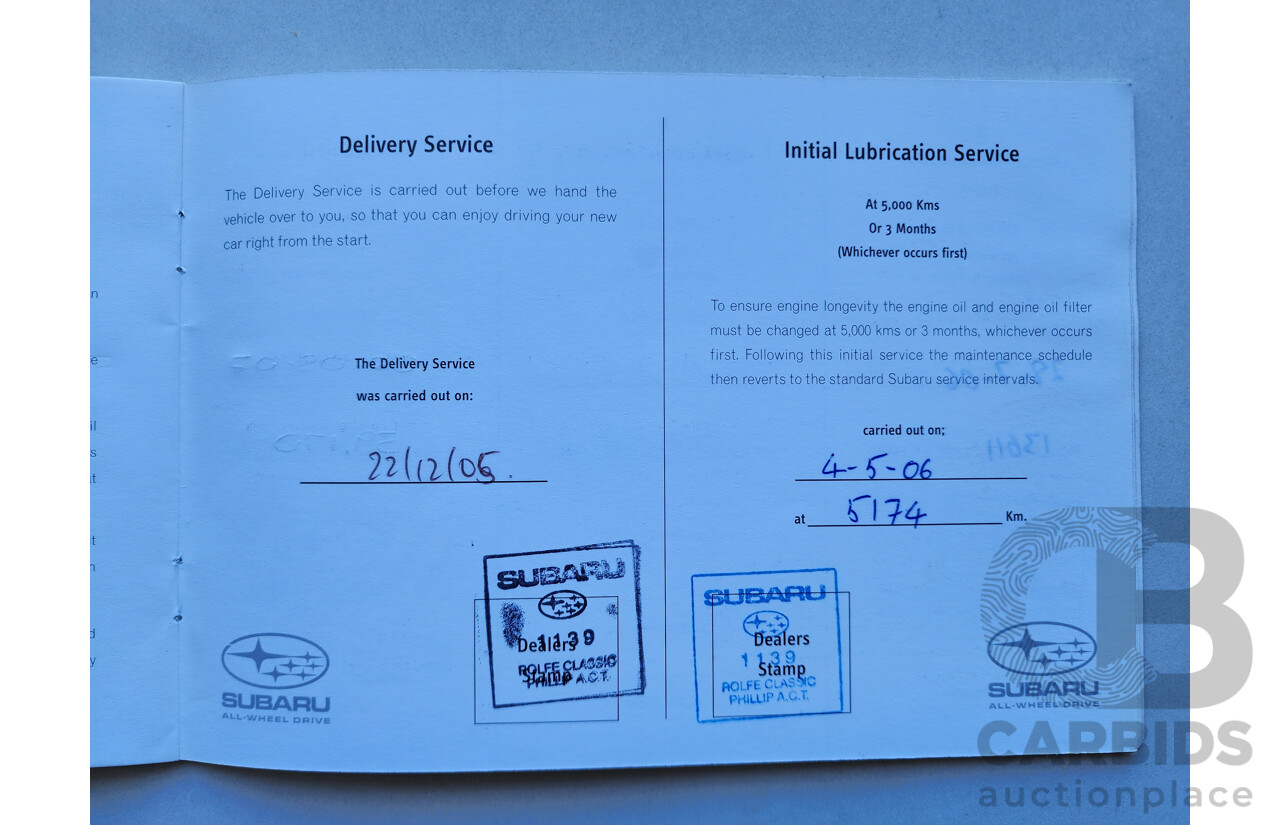 Delivery Service
The Delivery Service is carried out before we hand the
vehicle over to you, so that you can enjoy driving your new
car right from the start.
The Delivery Service
was carried out on:
22/12/05.
SUBARU
1139
Dealers
ROLFE CLASSIC
Stamp
PHILLIP A.C.T.
SUBARU
ALL-WHEEL DRIVE
Initial Lubrication Service
At 5,000 Kms
Or 3 Months
(Whichever occurs first)
To ensure engine longevity the engine oil and engine oil filter
must be changed at 5,000 kms or 3 months, whichever occurs
first. Following this initial service the maintenance schedule
then reverts to the standard Subaru service intervals.
carried out on;
4-5-06
at 5174 Km.
SUBARU
Dealers
1139
Stamp
ROLFE CLASSIC
PHILLIP A.C.T.
SUBARU
ALL-WHEEL DRIVE
CARBIDS
auctionplace